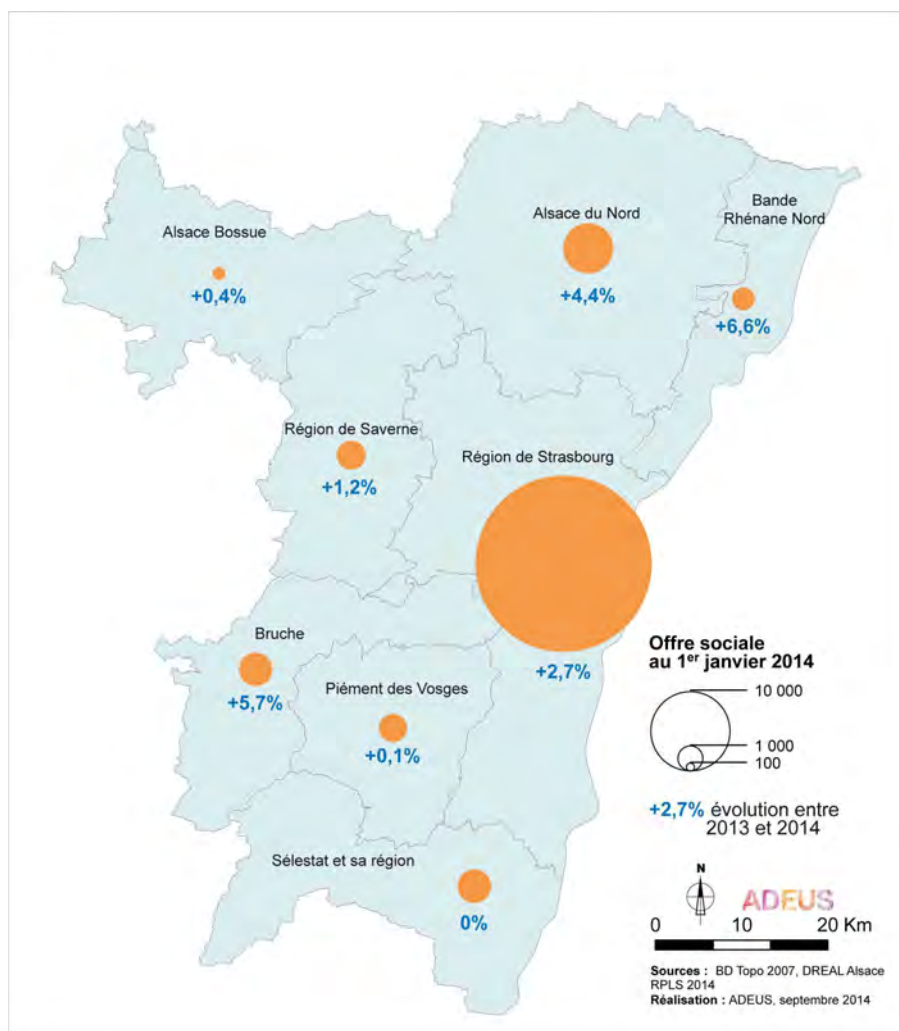 Bande
Rhénane Nord
Alsace du Nord
Alsace Bossue
+0,4%
+4,4%
+6,6%
Région de Saverne
+1,2%
Région de Strasbourg
+2,7%
Bruche
+5,7%
Piément des Vosges
+0,1%
Sélestat et sa région
0%
Offre sociale
au 1er janvier 2014
10 000
1 000
100
+2,7% évolution entre
2013 et 2014
N
ADEUS
0 10 20 Km
Sources : BD Topo 2007, DREAL Alsace
RPLS 2014
Réalisation : ADEUS, septembre 2014